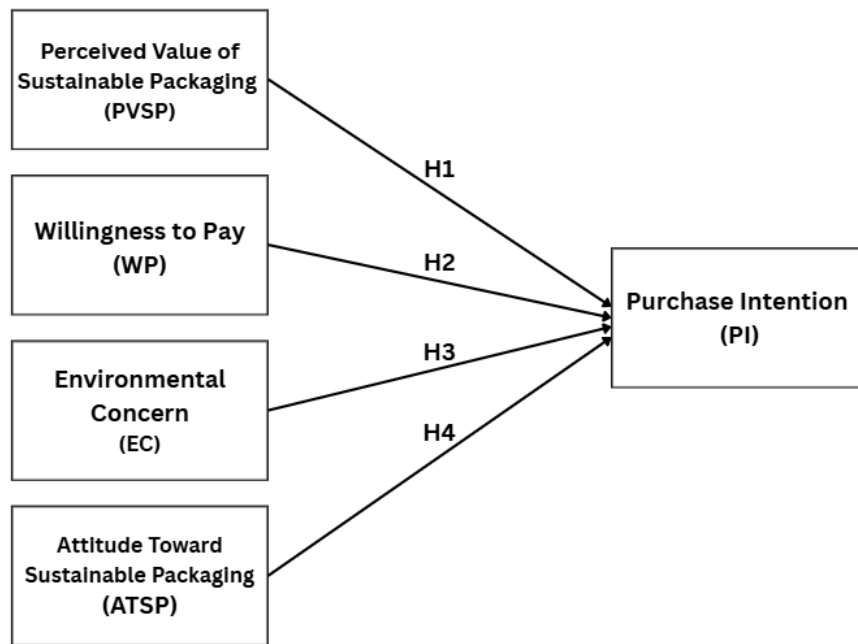 Perceived Value of
Sustainable Packaging
(PVSP)
H1
Willingness to Pay
(WP)
H2
Purchase Intention
(PI)
Environmental
Concern
(EC)
H3
H4
Attitude Toward
Sustainable Packaging
(ATSP)